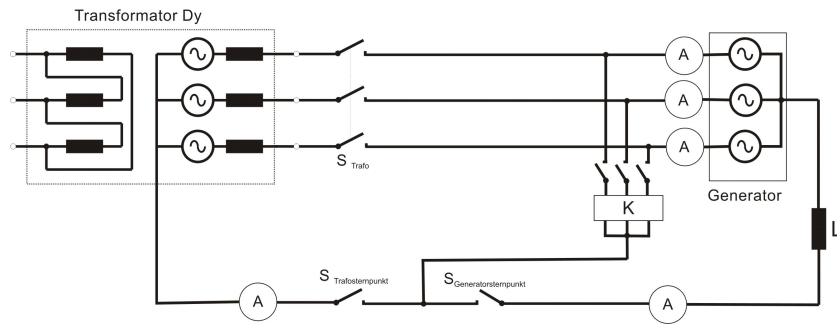 Transformator Dy
A
A
A
S Trafo
Generator
K
L
S Trafosternpunkt
S Generatorsternpunkt
A
A